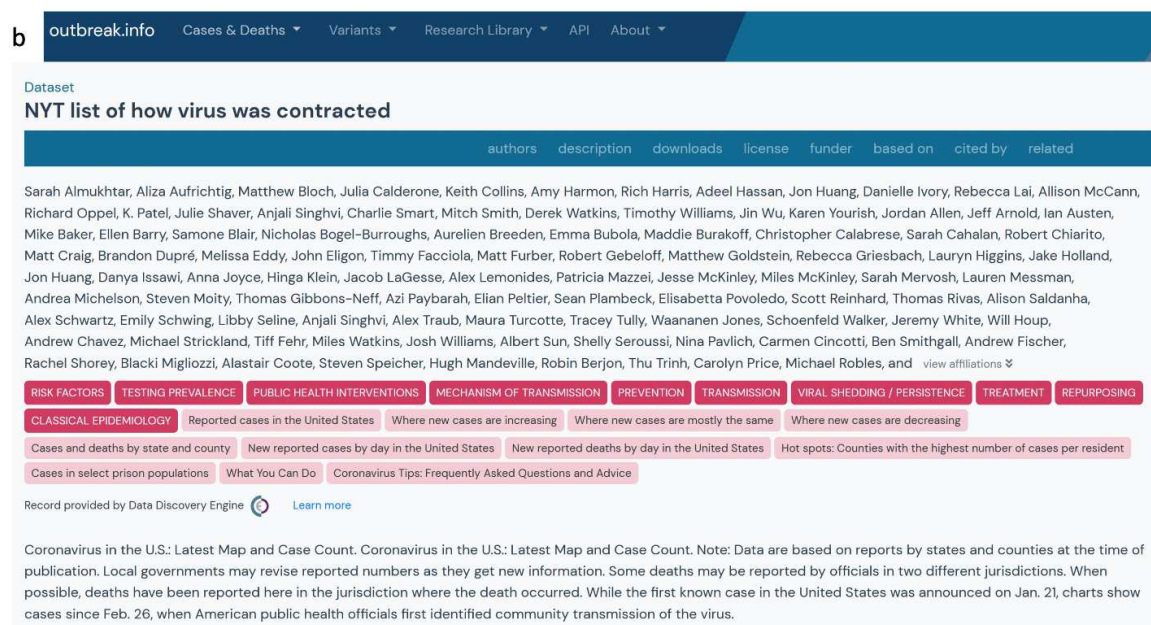 b
outbreak.info Cases & Deaths Variants Research Library API About
Dataset
NYT list of how virus was contracted
authors description downloads license funder based on cited by related
Sarah Almukhtar, Aliza Aufrichtig, Matthew Bloch, Julia Calderone, Keith Collins, Amy Harmon, Rich Harris, Adeel Hassan, Jon Huang, Danielle Ivory, Rebecca Lai, Allison McCann,
Richard Oppel, K. Patel, Julie Shaver, Anjali Singhvi, Charlie Smart, Mitch Smith, Derek Watkins, Timothy Williams, Jin Wu, Karen Yourish, Jordan Allen, Jeff Arnold, Ian Austen,
Mike Baker, Ellen Barry, Samone Blair, Nicholas Bogel-Burroughs, Aurelien Breeden, Emma Bubola, Maddie Burakoff, Christopher Calabrese, Sarah Cahalan, Robert Chiarito,
Matt Craig, Brandon Dupré, Melissa Eddy, John Eligon, Timmy Facciola, Matt Furber, Robert Gebeloff, Matthew Goldstein, Rebecca Griesbach, Lauryn Higgins, Jake Holland,
Jon Huang, Danya Issawi, Anna Joyce, Hinga Klein, Jacob LaGesse, Alex Lemonides, Patricia Mazzei, Jesse McKinley, Miles McKinley, Sarah Mervosh, Lauren Messman,
Andrea Michelson, Steven Moity, Thomas Gibbons-Neff, Azi Paybarah, Elian Peltier, Sean Plambeck, Elisabetta Povoledo, Scott Reinhard, Thomas Rivas, Alison Saldanha,
Alex Schwartz, Emily Schwing, Libby Seline, Anjali Singhvi, Alex Traub, Maura Turcotte, Tracey Tully, Waananen Jones, Schoenfeld Walker, Jeremy White, Will Houp,
Andrew Chavez, Michael Strickland, Tiff Fehr, Miles Watkins, Josh Williams, Albert Sun, Shelly Seroussi, Nina Pavlich, Carmen Cincotti, Ben Smithgall, Andrew Fischer,
Rachel Shorey, Blacki Migliozzi, Alastair Coote, Steven Speicher, Hugh Mandeville, Robin Berjon, Thu Trinh, Carolyn Price, Michael Robles, and view affiliations
RISK FACTORS TESTING PREVALENCE PUBLIC HEALTH INTERVENTIONS MECHANISM OF TRANSMISSION PREVENTION TRANSMISSION VIRAL SHEDDING / PERSISTENCE TREATMENT REPURPOSING
CLASSICAL EPIDEMIOLOGY Reported cases in the United States Where new cases are increasing Where new cases are mostly the same Where new cases are decreasing
Cases and deaths by state and county New reported cases by day in the United States New reported deaths by day in the United States Hot spots: Counties with the highest number of cases per resident
Cases in select prison populations What You Can Do Coronavirus Tips: Frequently Asked Questions and Advice
Record provided by Data Discovery Engine Learn more
Coronavirus in the U.S.: Latest Map and Case Count. Coronavirus in the U.S.: Latest Map and Case Count. Note: Data are based on reports by states and counties at the time of
publication. Local governments may revise reported numbers as they get new information. Some deaths may be reported by officials in two different jurisdictions. When
possible, deaths have been reported here in the jurisdiction where the death occurred. While the first known case in the United States was announced on Jan. 21, charts show
cases since Feb. 26, when American public health officials first identified community transmission of the virus.